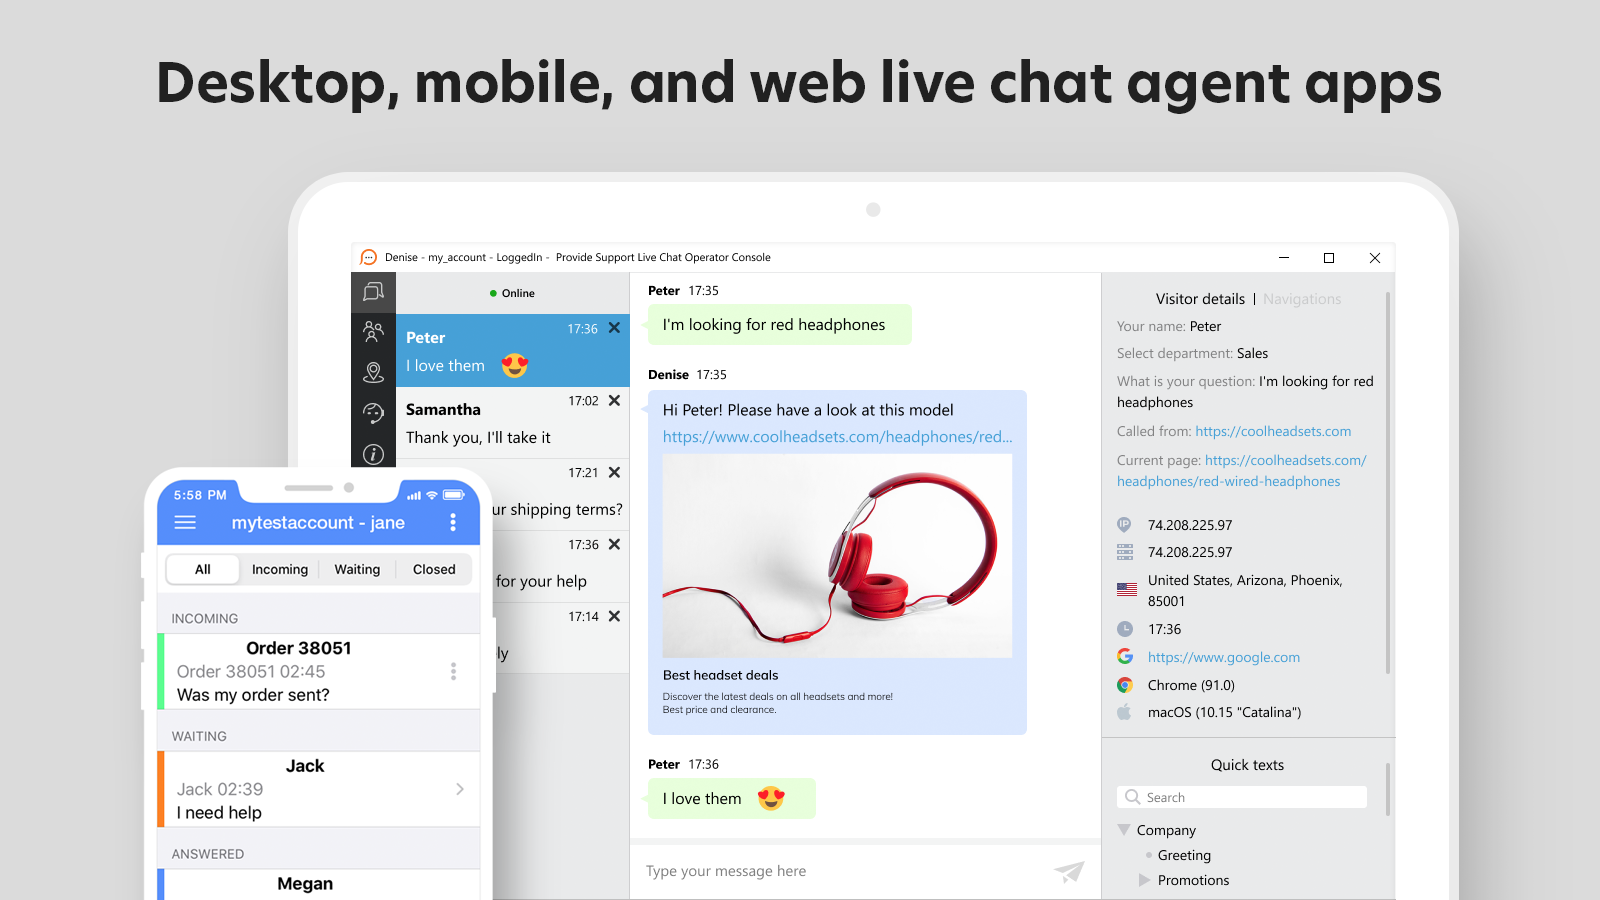 Desktop, mobile, and web live chat agent apps
Denise - my_account - LoggedIn - Provide Support Live Chat Operator Console
Online
Peter 17:36
I love them
Samantha 17:02
Thank you, I'll take it
17:21
ur shipping terms?
17:36
for your help
17:14
ly
Peter 17:35
I'm looking for red headphones
Denise 17:35
Hi Peter! Please have a look at this model
https://www.coolheadsets.com/headphones/red...
Best headset deals
Discover the latest deals on all headsets and more!
Best price and clearance.
Peter 17:36
I love them
Type your message here
Visitor details | Navigations
Your name: Peter
Select department: Sales
What is your question: I'm looking for red
headphones
Called from: https://coolheadsets.com
Current page: https://coolheadsets.com/
headphones/red-wired-headphones
IP 74.208.225.97
74.208.225.97
United States, Arizona, Phoenix,
85001
17:36
https://www.google.com
Chrome (91.0)
macOS (10.15 "Catalina")
Quick texts
Search
Company
Greeting
Promotions
5:58 PM
mytestaccount - jane
All Incoming Waiting Closed
INCOMING
Order 38051
Order 38051 02:45
Was my order sent?
WAITING
Jack
Jack 02:39
I need help
ANSWERED
Megan